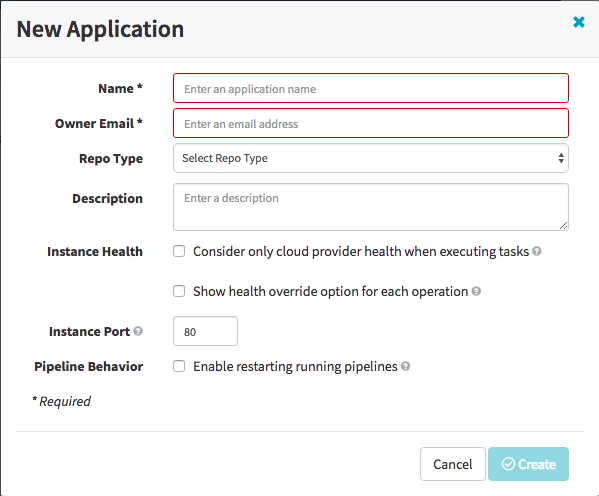 New Application
Name *
Enter an application name
Owner Email *
Enter an email address
Repo Type
Select Repo Type
Description
Enter a description
Instance Health
Consider only cloud provider health when executing tasks ?
Show health override option for each operation ?
Instance Port ?
80
Pipeline Behavior
Enable restarting running pipelines ?
* Required
Cancel
Create